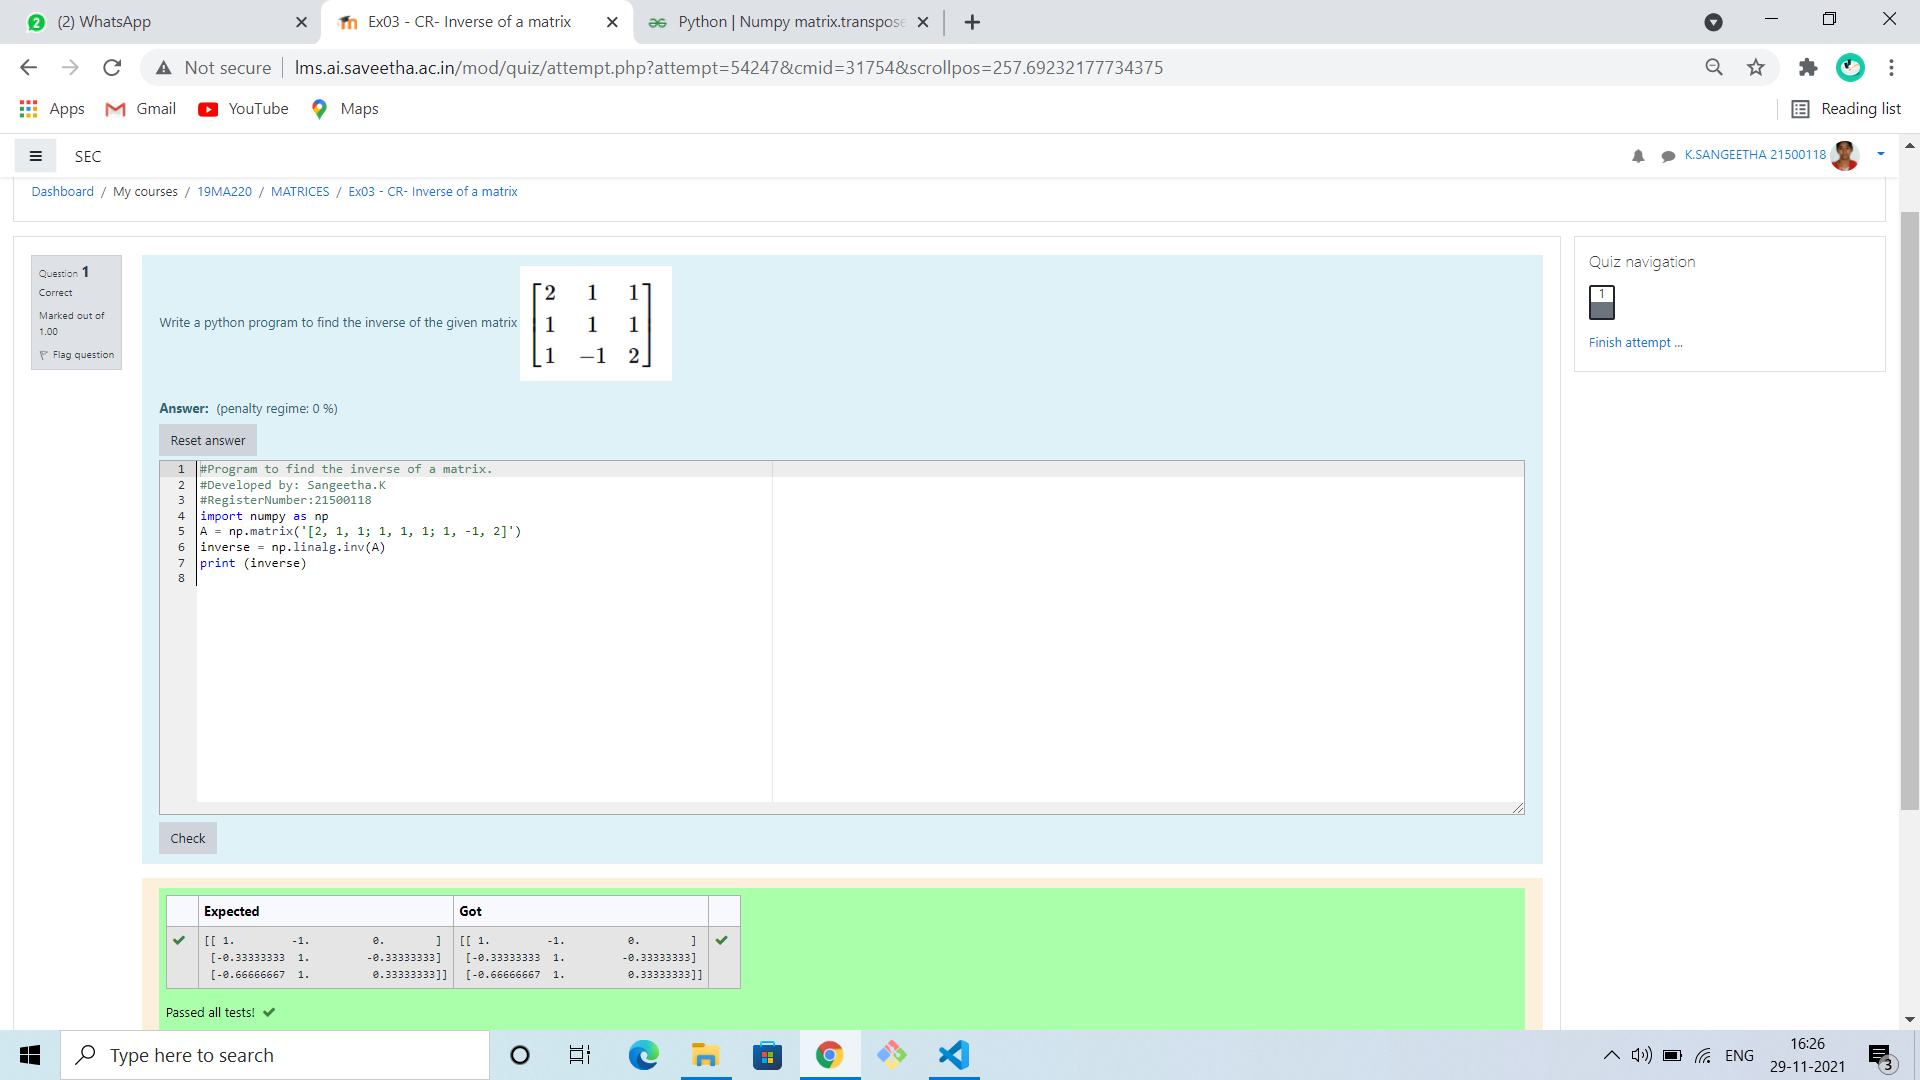 (2) WhatsApp
Ex03 - CR- Inverse of a matrix
Python | Numpy matrix.transpose
Not secure
lms.ai.saveetha.ac.in/mod/quiz/attempt.php?attempt=54247&cmid=31754&scrollpos=257.69232177734375
Apps
Gmail
YouTube
Maps
Reading list
SEC
K.SANGEETHA 21500118
Dashboard / My courses / 19MA220 / MATRICES / Ex03 - CR- Inverse of a matrix
Question 1
Correct
Marked out of
1.00
Flag question
Write a python program to find the inverse of the given matrix
2 1 1
1 1 1
1 −1 2
Answer: (penalty regime: 0 %)
Reset answer
1 #Program to find the inverse of a matrix.
2 #Developed by: Sangeetha.K
3 #RegisterNumber:21500118
4 import numpy as np
5 A = np.matrix('[2, 1, 1; 1, 1, 1; 1, -1, 2]')
6 inverse = np.linalg.inv(A)
7 print (inverse)
8
Check
Expected Got
[[ 1. -1. 0. ] [[ 1. -1. 0. ]
[-0.33333333 1. -0.33333333] [-0.33333333 1. -0.33333333]
[-0.66666667 1. 0.33333333]] [-0.66666667 1. 0.33333333]]
Passed all tests!
Quiz navigation
1
Finish attempt ...
Type here to search
ENG
16:26
29-11-2021
3